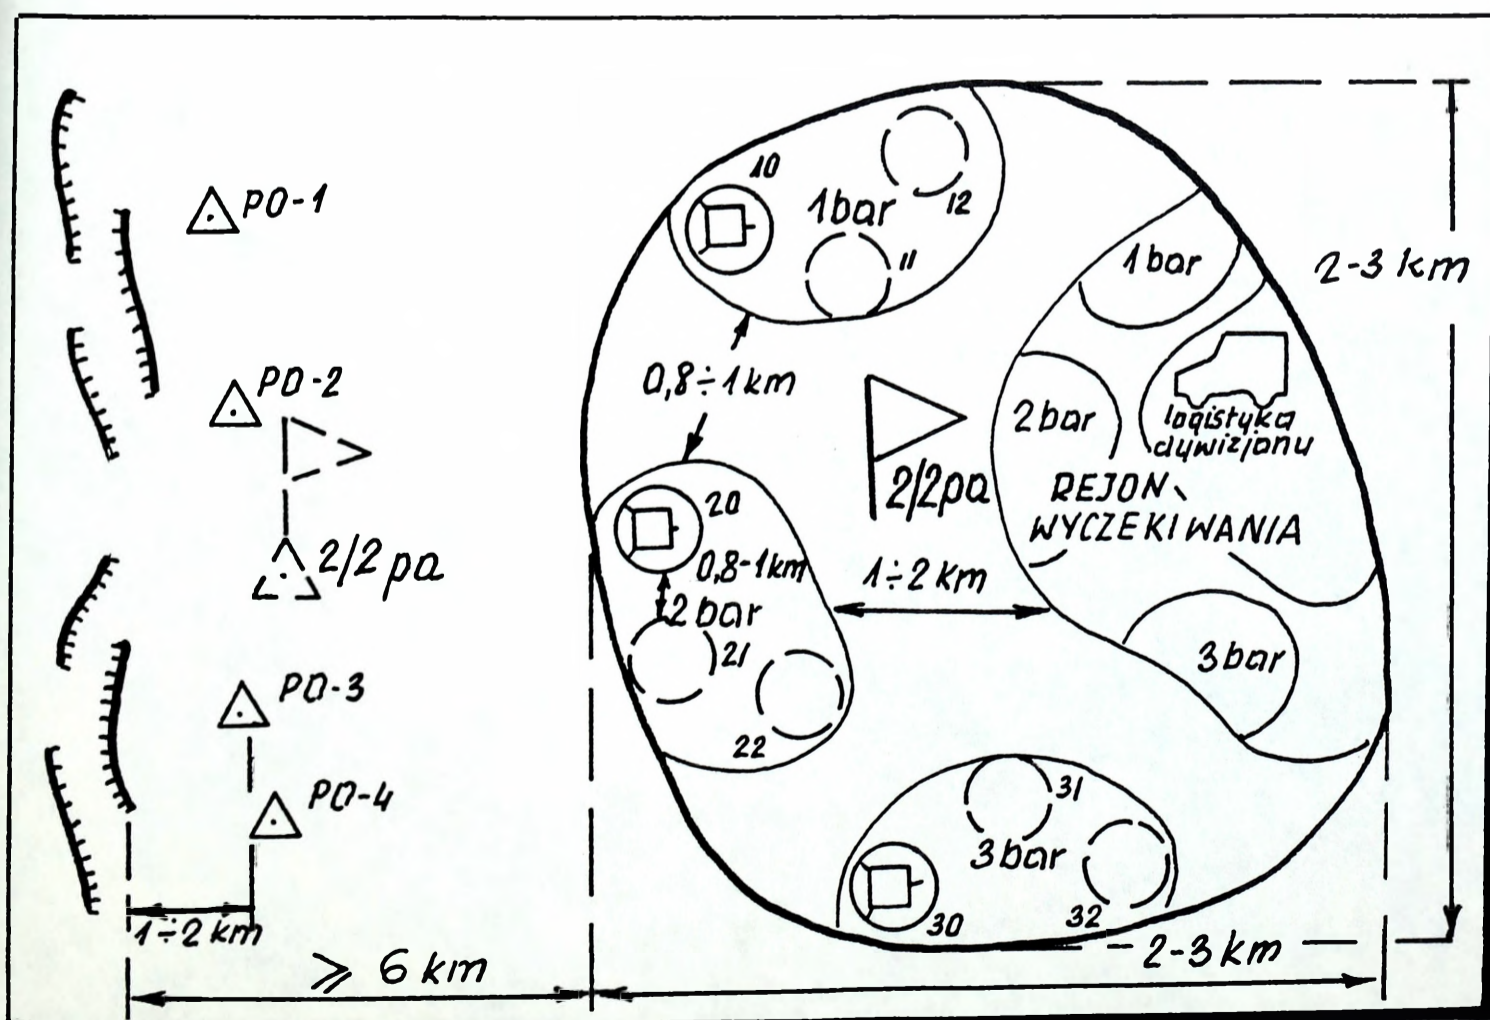 PO-1
PO-2
2/2 pa
PO-3
PO-4
1÷2 km
⩾ 6 km
10
12
1bar
11
0,8÷1km
20
0,8-1km
2 bar
21
22
2/2pa
1÷2 km
1 bar
2 bar
logistyka
dywizjonu
REJON
WYCZEKIWANIA
3 bar
31
3 bar
30
32
2-3 km
2-3 km